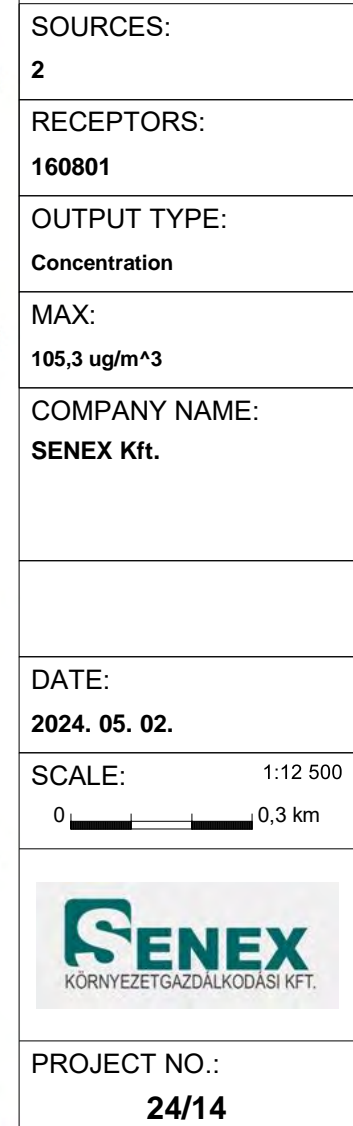 SOURCES:
2
RECEPTORS:
160801
OUTPUT TYPE:
Concentration
MAX:
105,3 ug/m^3
COMPANY NAME:
SENEX Kft.
DATE:
2024. 05. 02.
SCALE: 1:12 500
0 0,3 km
SENEX
KÖRNYEZETGAZDÁLKODÁSI KFT.
PROJECT NO.:
24/14